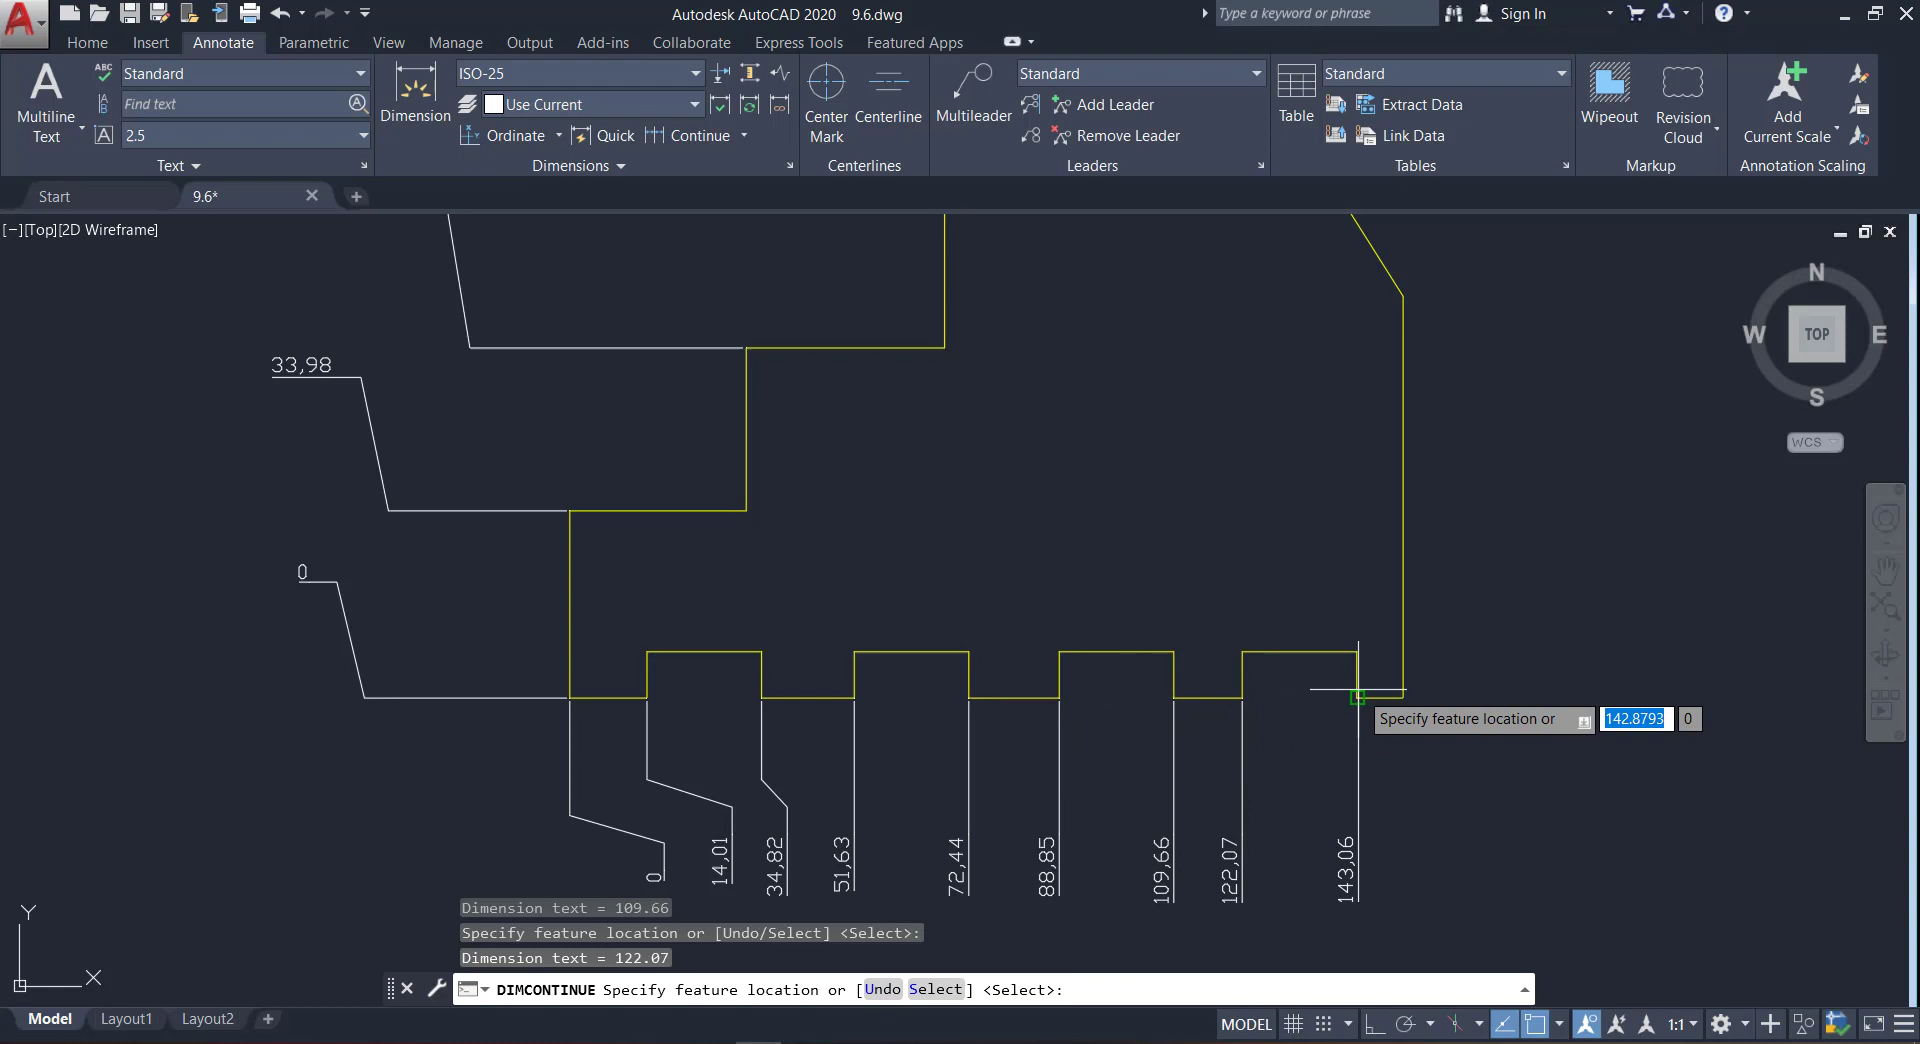 Autodesk AutoCAD 2020 9.6.dwg
Type a keyword or phrase
Sign In
Home Insert Annotate Parametric View Manage Output Add-ins Collaborate Express Tools Featured Apps
Multiline Text
ABC
Standard
Find text
2.5
Text
Dimension
ISO-25
Use Current
Ordinate Quick Continue
Dimensions
Center Mark
Centerline
Centerlines
Multileader
Standard
Add Leader
Remove Leader
Leaders
Table
Standard
Extract Data
Link Data
Tables
Wipeout
Revision Cloud
Markup
Add Current Scale
Annotation Scaling
Start 9.6*
[−][Top][2D Wireframe]
N
W TOP E
S
WCS
33,98
0
Specify feature location or 142.8793 0
0
14,01
34,82
51,63
72,44
88,85
109,66
122,07
143,06
Y
X
Dimension text = 109.66
Specify feature location or [Undo/Select] <Select>:
Dimension text = 122.07
DIMCONTINUE Specify feature location or [Undo Select] <Select>:
Model Layout1 Layout2
MODEL 1:1